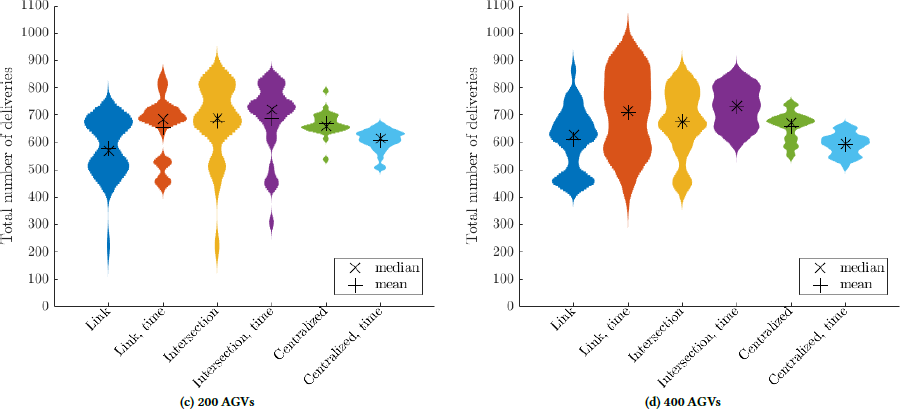 1100
1000
900
800
700
600
500
400
300
200
100
0
Total number of deliveries
median
mean
Link
Link, time
Intersection
Intersection, time
Centralized
Centralized, time
(c) 200 AGVs
1100
1000
900
800
700
600
500
400
300
200
100
0
Total number of deliveries
median
mean
Link
Link, time
Intersection
Intersection, time
Centralized
Centralized, time
(d) 400 AGVs